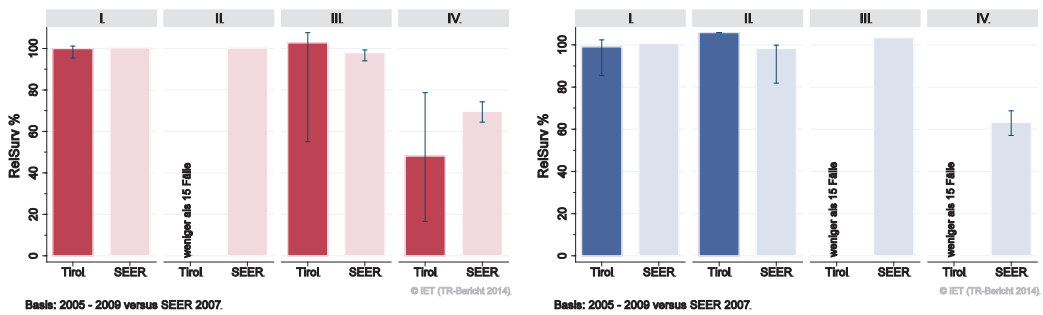 I. II. III. IV.
RelSurv %
100
80
60
40
20
0
weniger als 15 Fälle
Tirol SEER Tirol SEER Tirol SEER Tirol SEER
© IET (TR-Bericht 2014).
Basis: 2005 - 2009 versus SEER 2007.
I. II. III. IV.
RelSurv %
100
80
60
40
20
0
weniger als 15 Fälle
weniger als 15 Fälle
Tirol SEER Tirol SEER Tirol SEER Tirol SEER
© IET (TR-Bericht 2014).
Basis: 2005 - 2009 versus SEER 2007.